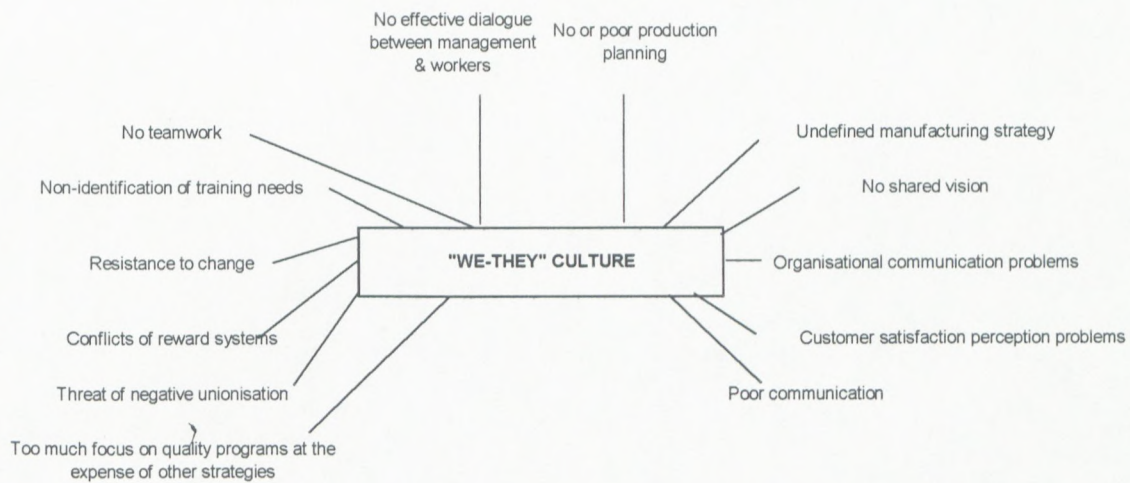 No effective dialogue
between management
& workers
No or poor production
planning
No teamwork
Undefined manufacturing strategy
Non-identification of training needs
No shared vision
Resistance to change
"WE-THEY" CULTURE
Organisational communication problems
Conflicts of reward systems
Customer satisfaction perception problems
Threat of negative unionisation
Poor communication
Too much focus on quality programs at the
expense of other strategies